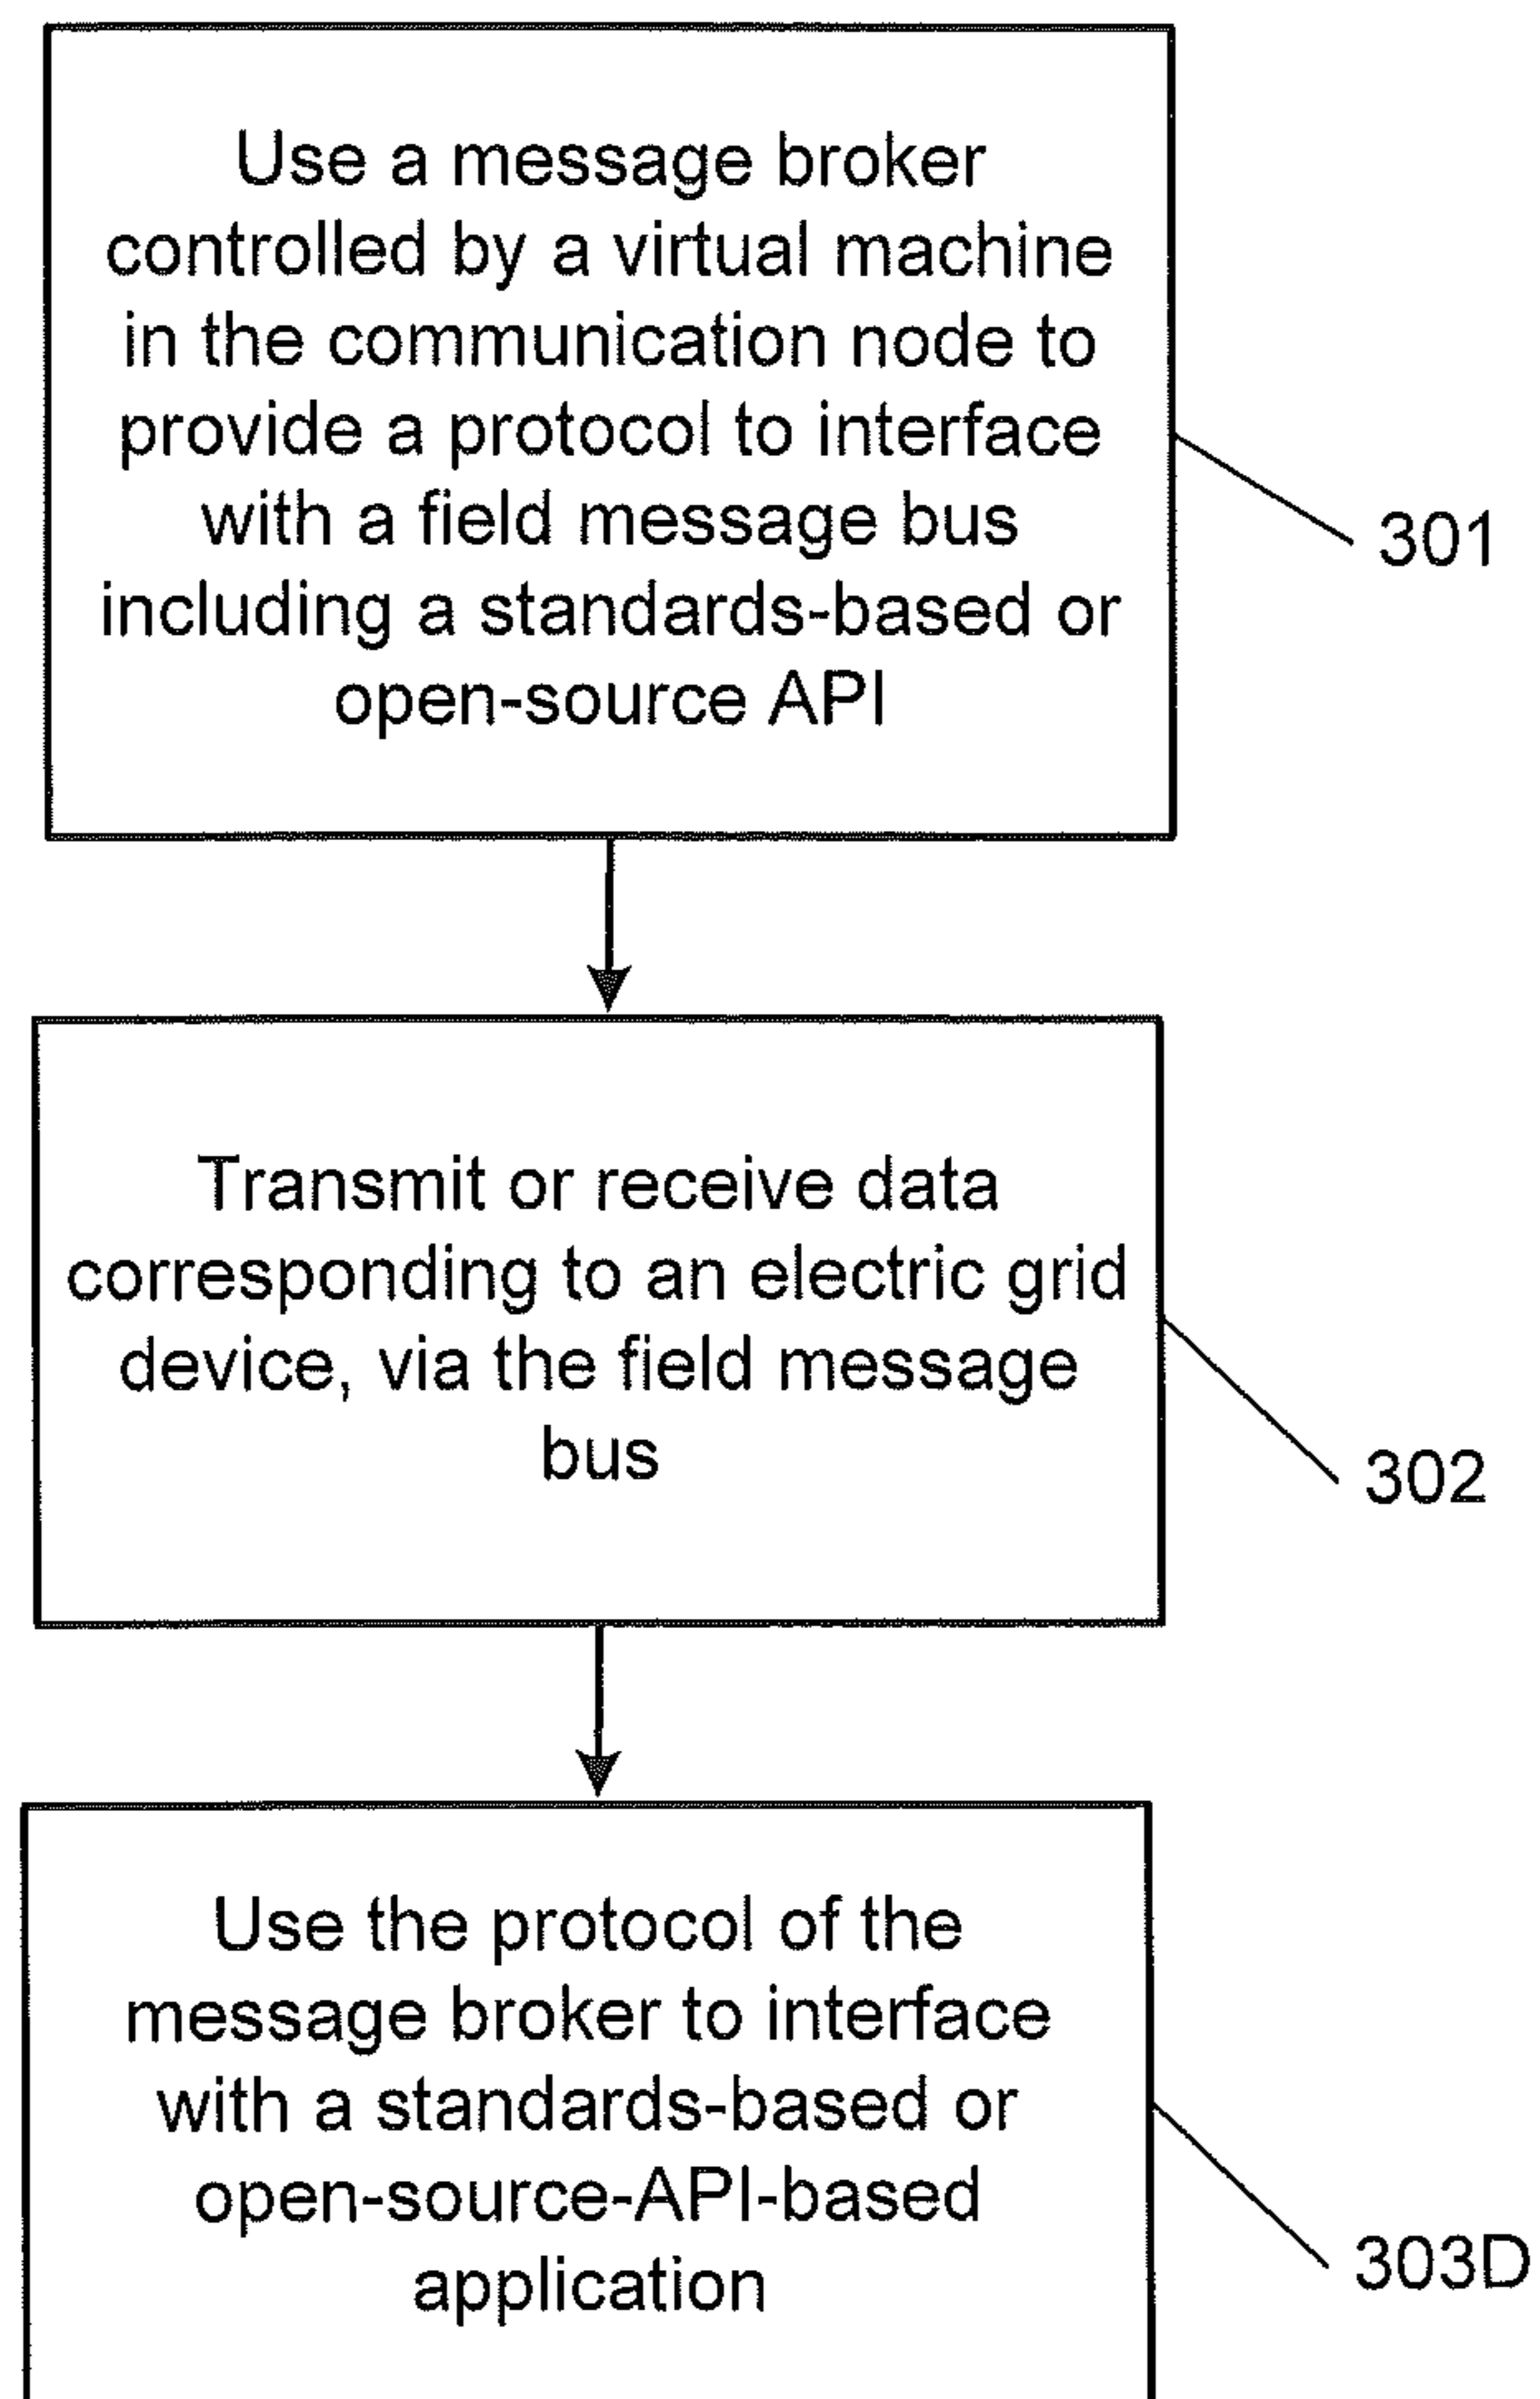 Use a message broker
controlled by a virtual machine
in the communication node to
provide a protocol to interface
with a field message bus
including a standards-based or
open-source API
301
Transmit or receive data
corresponding to an electric grid
device, via the field message
bus
302
Use the protocol of the
message broker to interface
with a standards-based or
open-source-API-based
application
303D